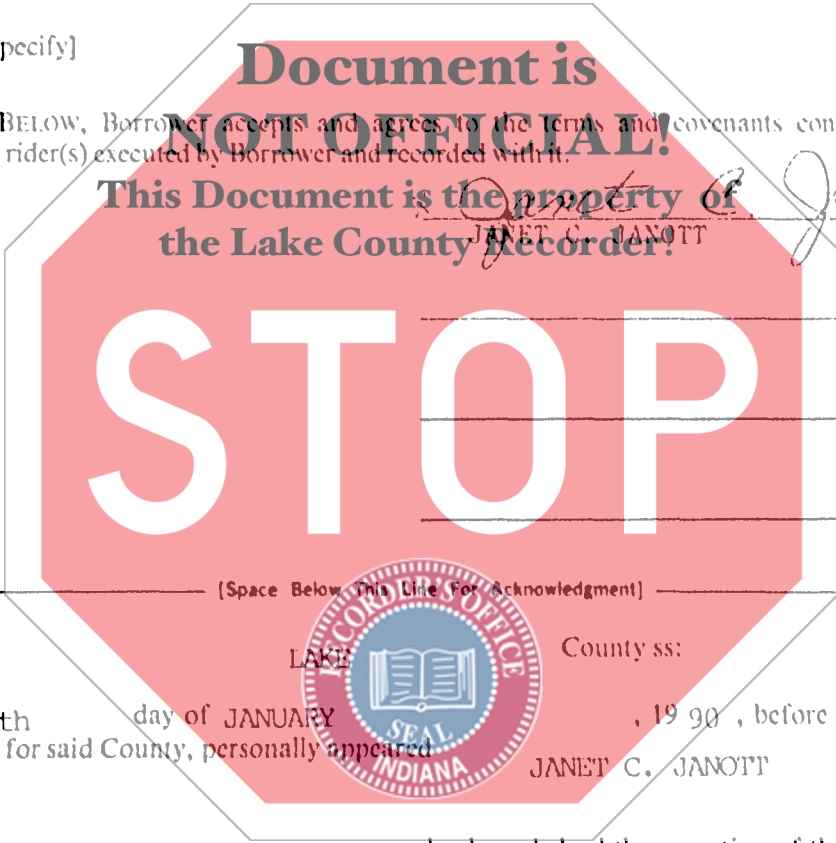 pecify]
Document is
BELOW, Borrower accepts and agrees to the terms and covenants con
NOT OFFICIAL!
rider(s) executed by Borrower and recorded with it.
This Document is the property of
Janet C. J
the Lake County Recorder!
JANET C. JANOTT
STOP
[Space Below This Line For Acknowledgment]
RECORDER'S OFFICE
LAKE
County ss:
th day of JANUARY , 19 90 , before
SEAL
for said County, personally appeared
INDIANA
JANET C. JANOTT